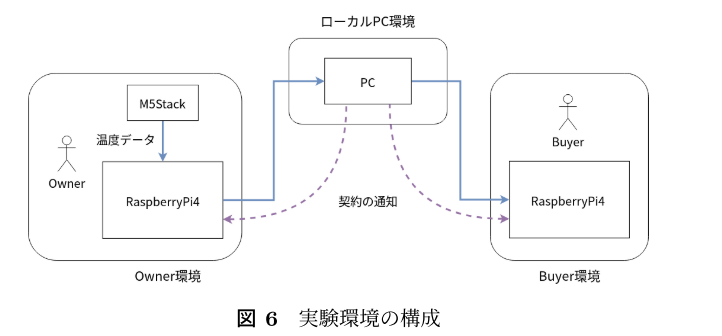 ローカルPC環境
PC
M5Stack
温度データ
Owner
RaspberryPi4
契約の通知
Buyer
RaspberryPi4
Owner環境
Buyer環境
図 6 実験環境の構成